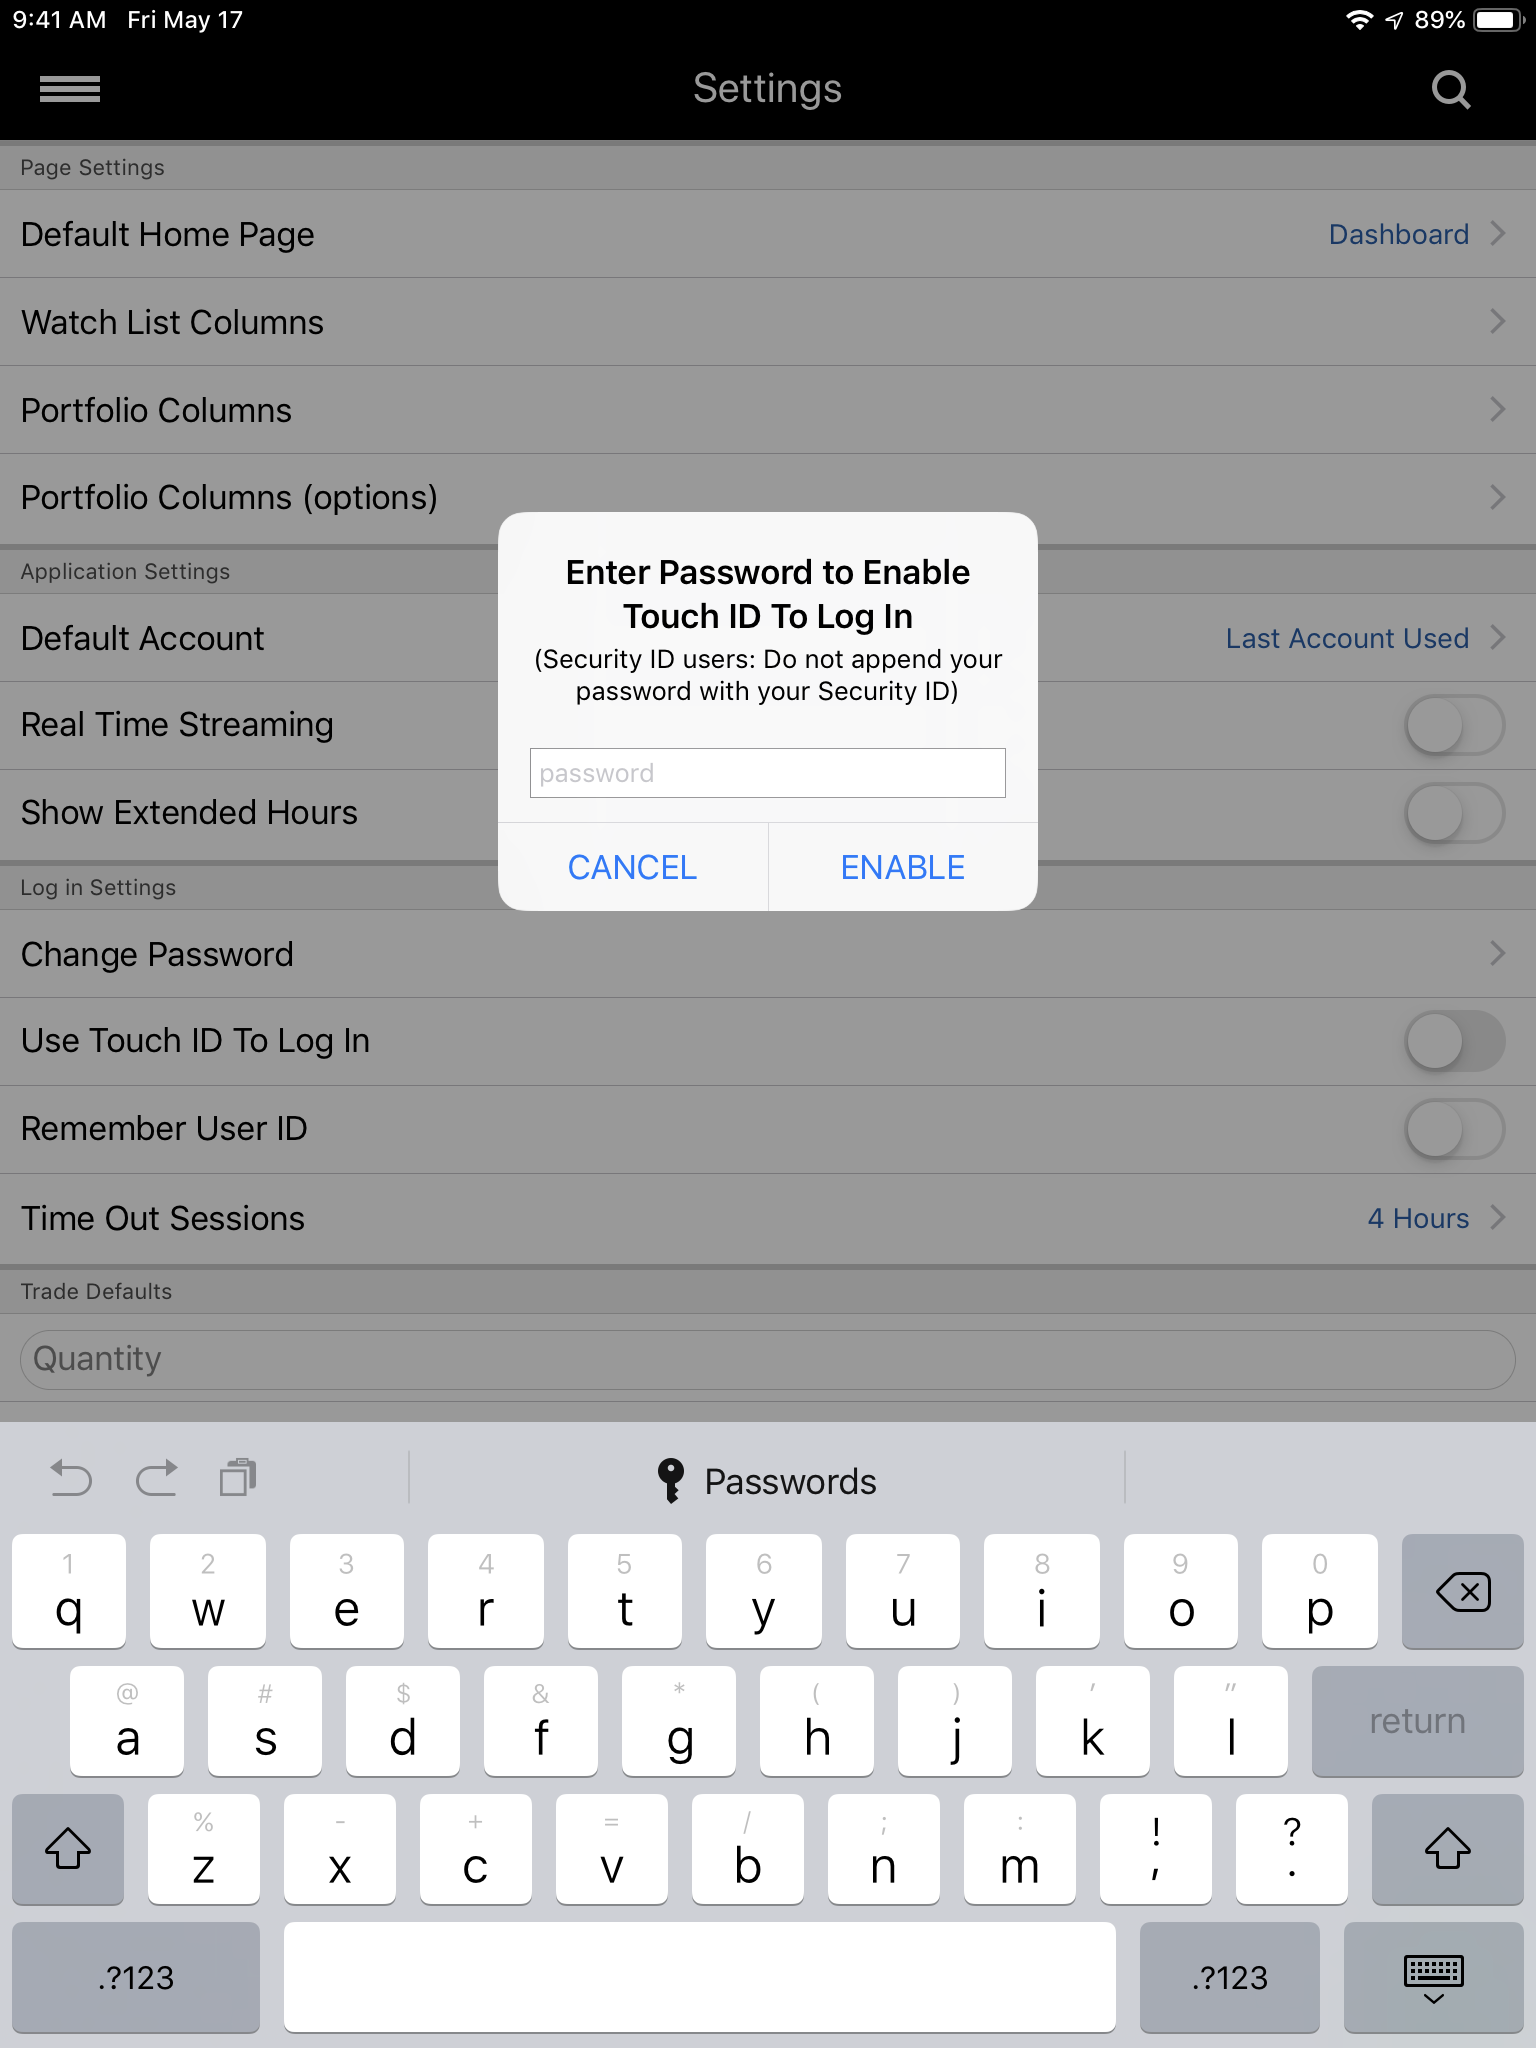 9:41 AM Fri May 17 89%
Settings
Page Settings
Default Home Page Dashboard
Watch List Columns
Portfolio Columns
Portfolio Columns (options)
Application Settings
Default Account Last Account Used
Real Time Streaming
Show Extended Hours
Log in Settings
Change Password
Use Touch ID To Log In
Remember User ID
Time Out Sessions 4 Hours
Trade Defaults
Quantity
Enter Password to Enable
Touch ID To Log In
(Security ID users: Do not append your
password with your Security ID)
password
CANCEL ENABLE
Passwords
1 2 3 4 5 6 7 8 9 0
q w e r t y u i o p
@ # $ & * ( ) ' "
a s d f g h j k l return
% - + = / ; : ! ?
z x c v b n m , .
.?123 .?123